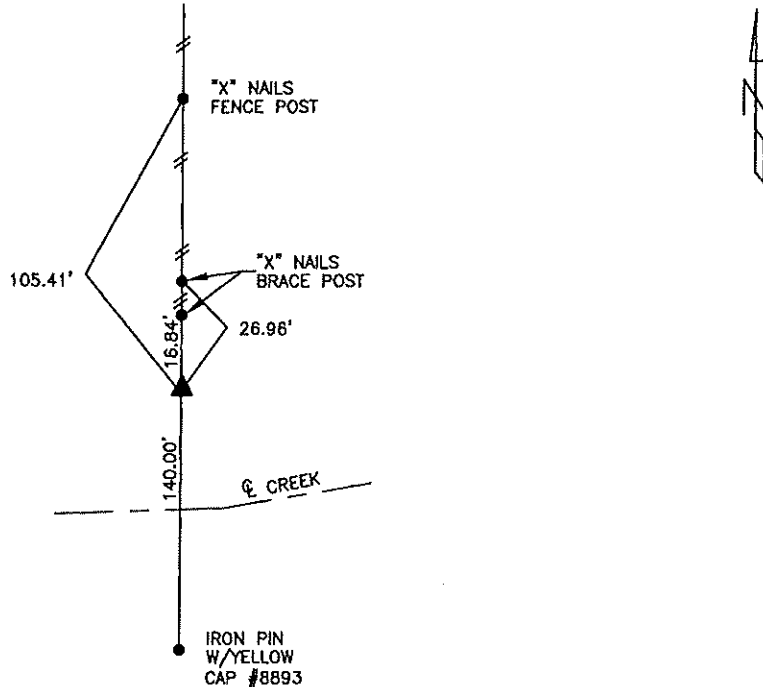 "X" NAILS
FENCE POST
105.41'
"X" NAILS
BRACE POST
16.84'
26.96'
140.00'
℄ CREEK
IRON PIN
W/YELLOW
CAP #8893
N